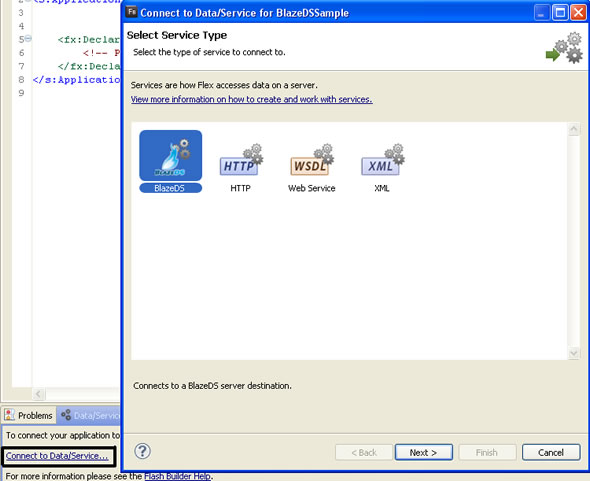 2 <s:Application
3
4
5 <fx:Declar
6 <!-- P
7 </fx:Decla
8 </s:Applicatio
9
Fb Connect to Data/Service for BlazeDSSample
Select Service Type
Select the type of service to connect to.
Services are how Flex accesses data on a server.
View more information on how to create and work with services.
BLAZEDS HTTP WSDL XML
BlazeDS HTTP Web Service XML
Connects to a BlazeDS server destination.
Problems Data/Service
To connect your application to
Connect to Data/Service...
For more information please see the Flash Builder Help.
? < Back Next > Finish Cancel